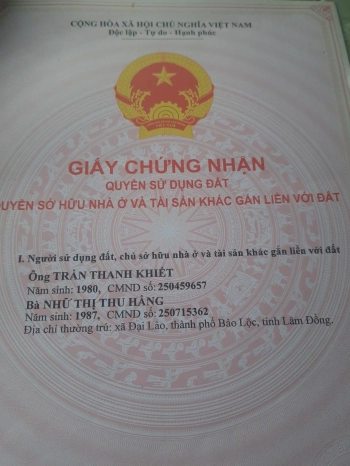 CỘNG HÒA XÃ HỘI CHỦ NGHĨA VIỆT NAM
Độc lập - Tự do - Hạnh phúc
GIẤY CHỨNG NHẬN
QUYỀN SỬ DỤNG ĐẤT
QUYỀN SỞ HỮU NHÀ Ở VÀ TÀI SẢN KHÁC GẮN LIỀN VỚI ĐẤT
I. Người sử dụng đất, chủ sở hữu nhà ở và tài sản khác gắn liền với đất
Ông TRẦN THANH KHIẾT
Năm sinh: 1980, CMND số: 250459657
Bà NHỮ THỊ THU HẰNG
Năm sinh: 1987, CMND số: 250715362
Địa chỉ thường trú: xã Đại Lào, thành phố Bảo Lộc, tỉnh Lâm Đồng.